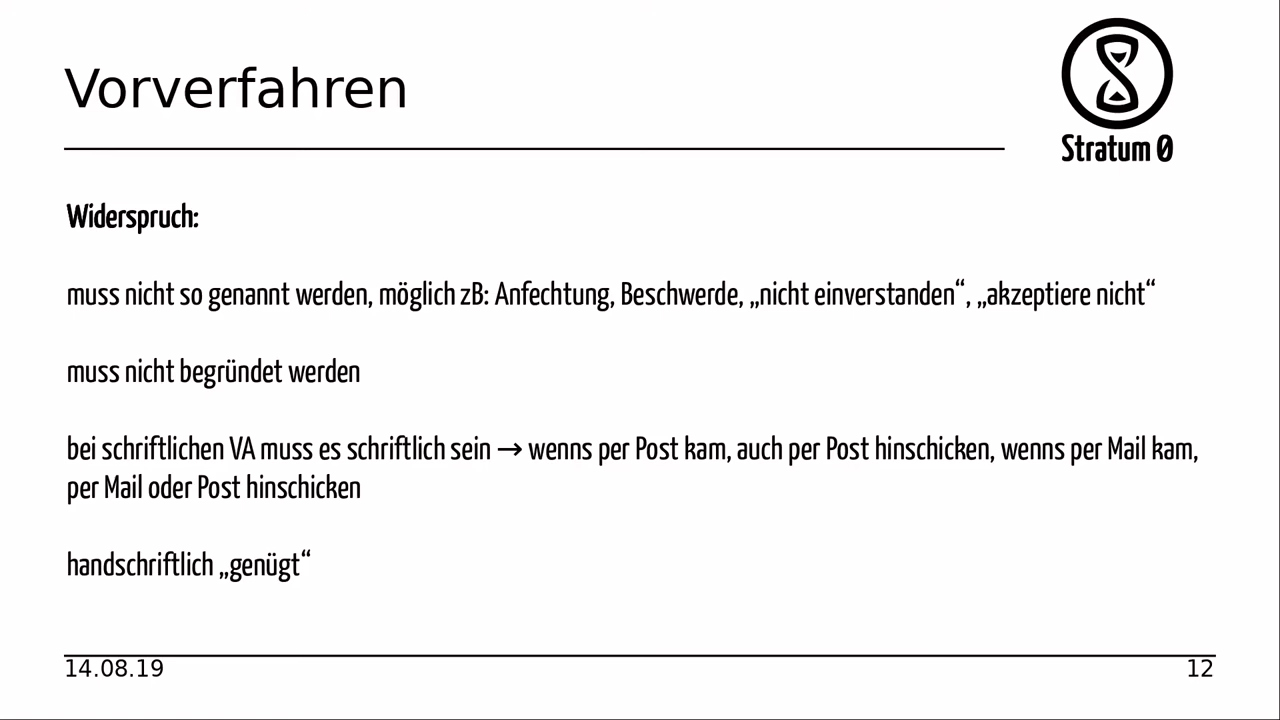 Vorverfahren
Stratum 0
Widerspruch:
muss nicht so genannt werden, möglich zB: Anfechtung, Beschwerde, „nicht einverstanden“, „akzeptiere nicht“
muss nicht begründet werden
bei schriftlichen VA muss es schriftlich sein → wenns per Post kam, auch per Post hinschicken, wenns per Mail kam,
per Mail oder Post hinschicken
handschriftlich „genügt“
14.08.19
12